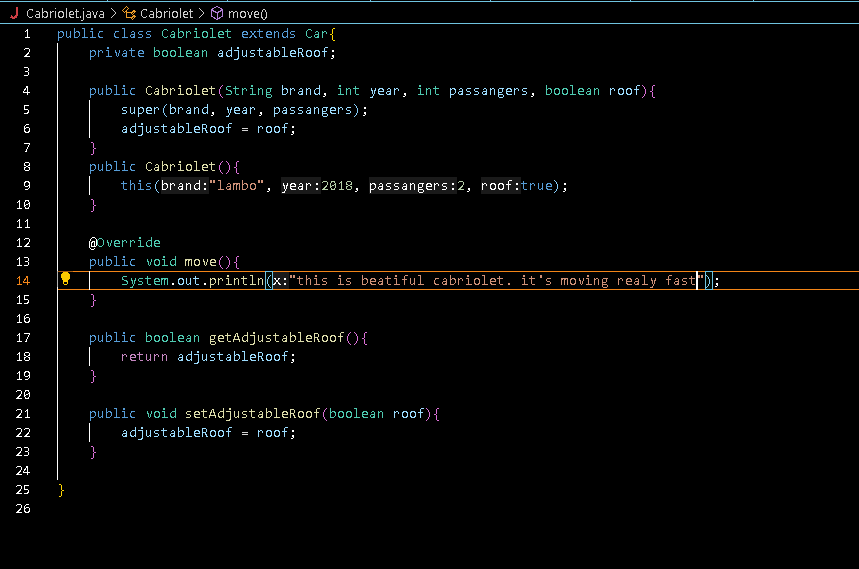 Cabriolet.java > Cabriolet > move()
1 public class Cabriolet extends Car{
2 private boolean adjustableRoof;
3
4 public Cabriolet(String brand, int year, int passangers, boolean roof){
5 super(brand, year, passangers);
6 adjustableRoof = roof;
7 }
8 public Cabriolet(){
9 this(brand:"lambo", year:2018, passangers:2, roof:true);
10 }
11
12 @Override
13 public void move(){
14 System.out.println(x:"this is beatiful cabriolet. it's moving realy fast");
15 }
16
17 public boolean getAdjustableRoof(){
18 return adjustableRoof;
19 }
20
21 public void setAdjustableRoof(boolean roof){
22 adjustableRoof = roof;
23 }
24
25 }
26